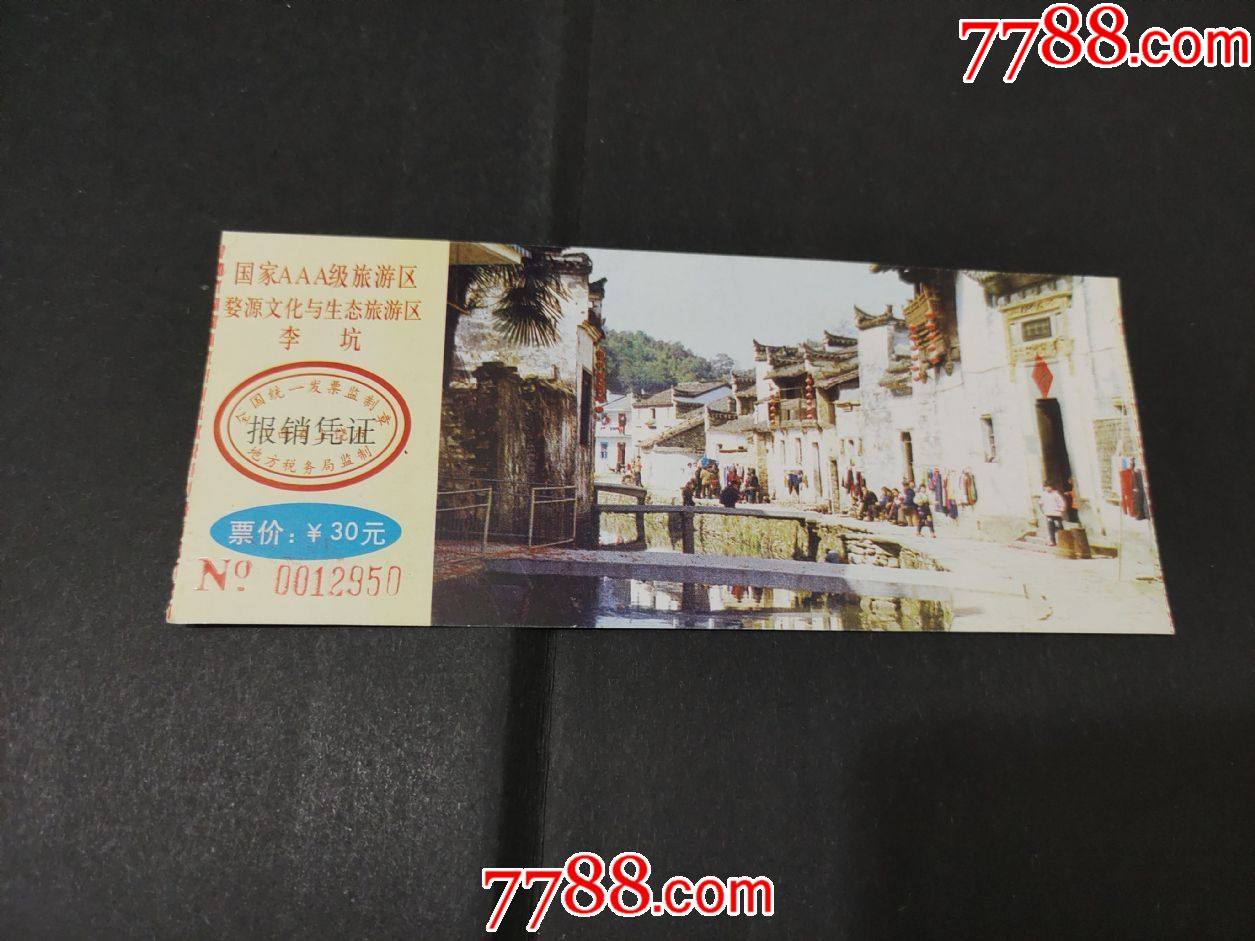 7788.com
国家AAA级旅游区
婺源文化与生态旅游区
李坑
全国统一发票监制章
报销凭证
地方税务局监制
票价：￥30元
Nº 0012950
7788.com